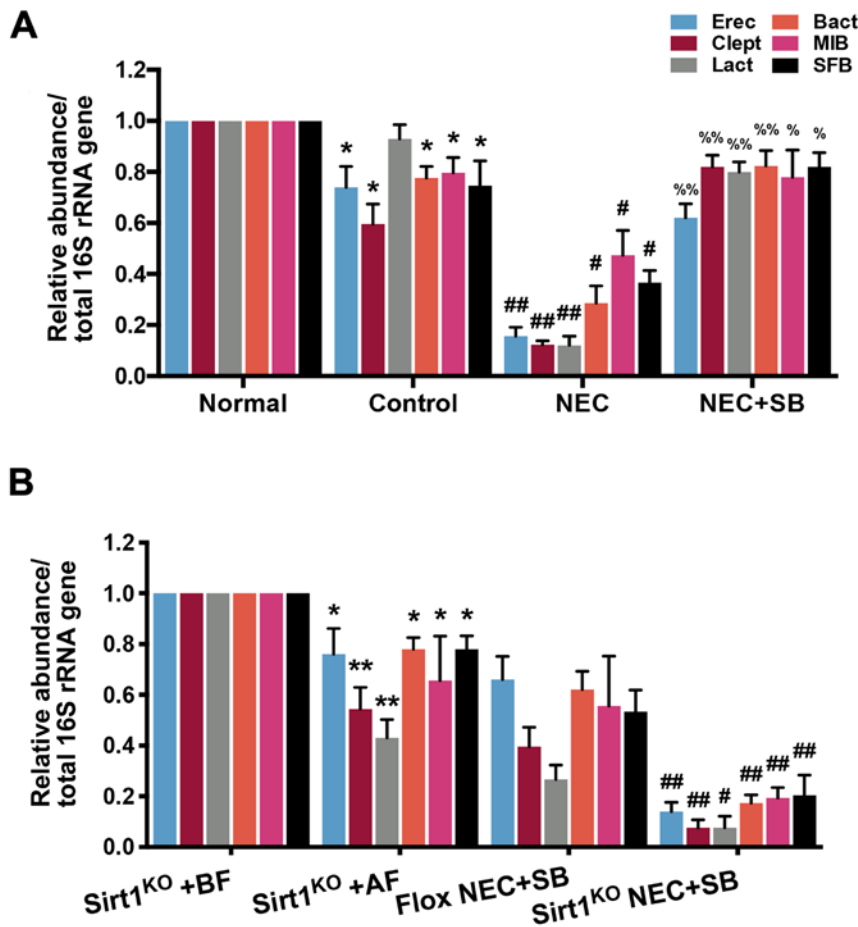 A
Erec Bact
Clept MIB
Lact SFB
Relative abundance/
total 16S rRNA gene
1.2
1.0
0.8
0.6
0.4
0.2
0.0
* * * * *
## ## ## # # #
%% %% %% %% % %
Normal Control NEC NEC+SB
B
Relative abundance/
total 16S rRNA gene
1.2
1.0
0.8
0.6
0.4
0.2
0.0
* ** ** * * *
## ## # ## ## ##
Sirt1KO +BF Sirt1KO +AF Flox NEC+SB Sirt1KO NEC+SB